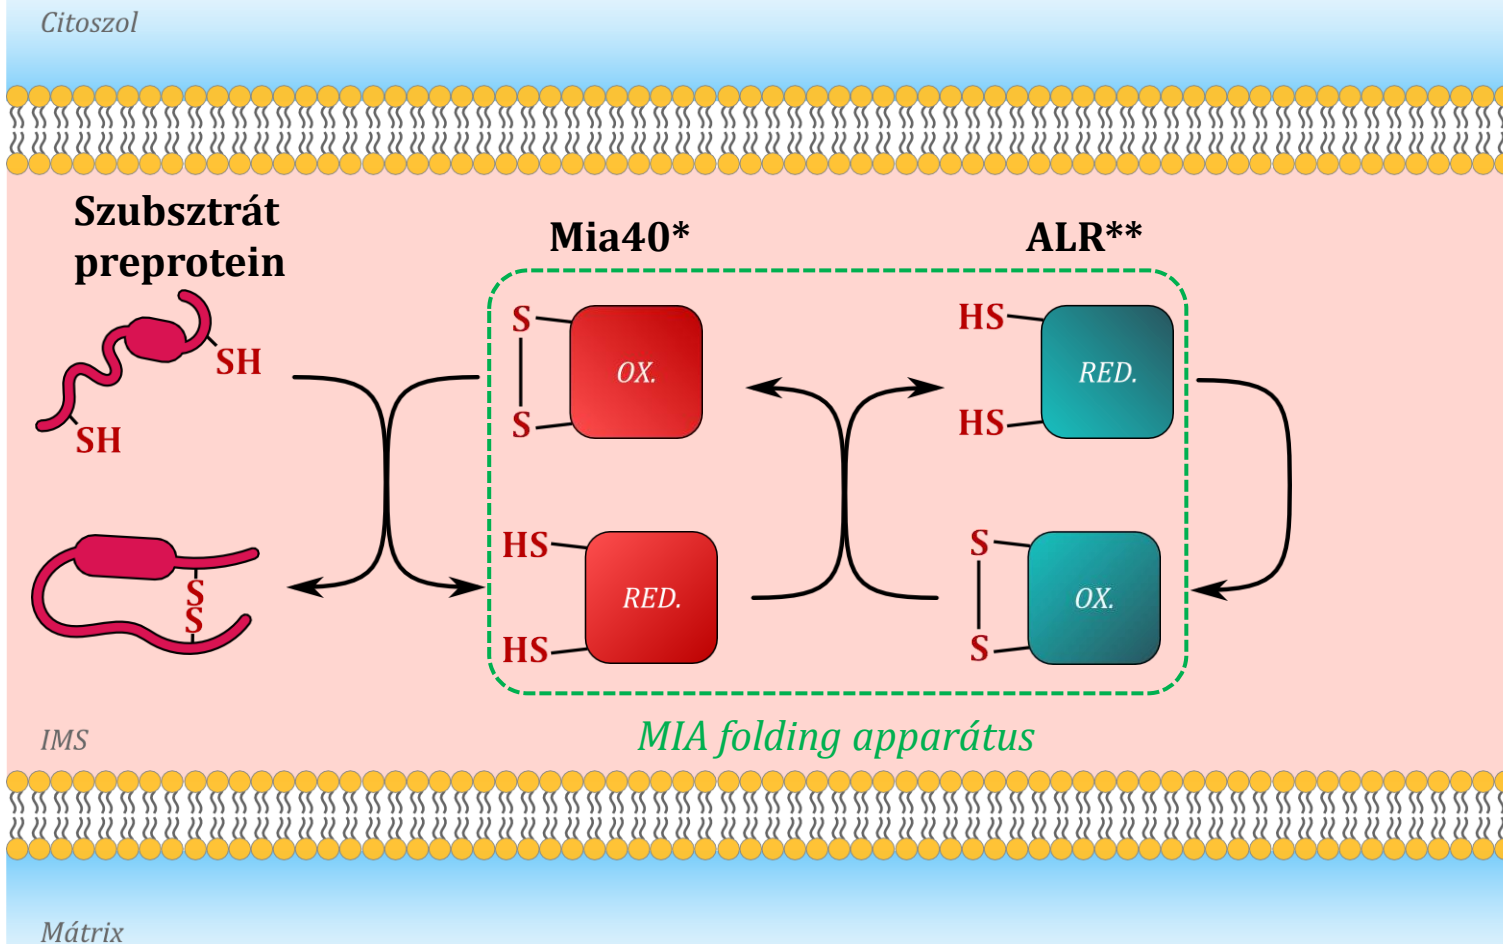 Citoszol
Szubsztrát
preprotein
Mia40*
ALR**
S
S
OX.
HS
HS
RED.
SH
SH
HS
HS
RED.
S
S
OX.
S
S
IMS
MIA folding apparátus
Mátrix